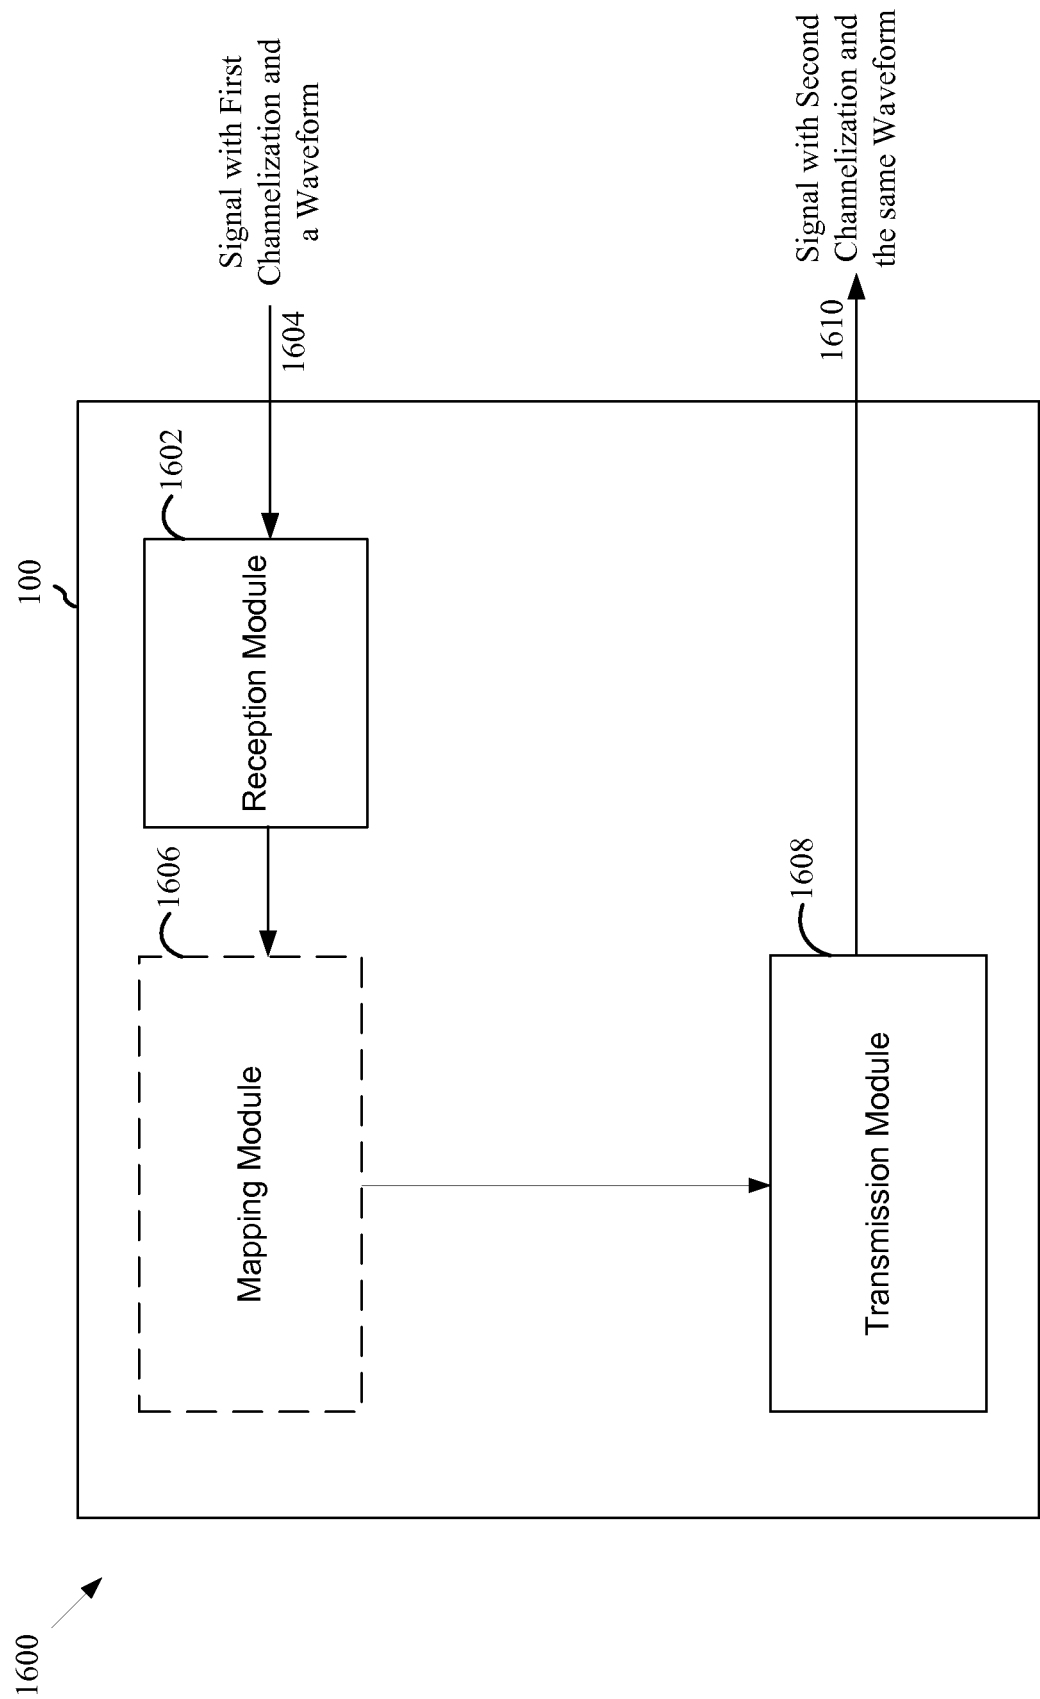 1600
100
1606
Mapping Module
1602
Reception Module
1604
Signal with First
Channelization and
a Waveform
1608
Transmission Module
1610
Signal with Second
Channelization and
the same Waveform